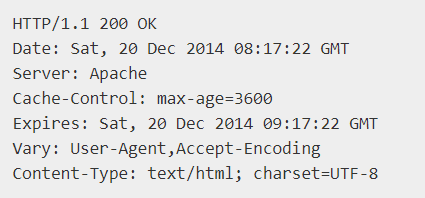 HTTP/1.1 200 OK
Date: Sat, 20 Dec 2014 08:17:22 GMT
Server: Apache
Cache-Control: max-age=3600
Expires: Sat, 20 Dec 2014 09:17:22 GMT
Vary: User-Agent,Accept-Encoding
Content-Type: text/html; charset=UTF-8